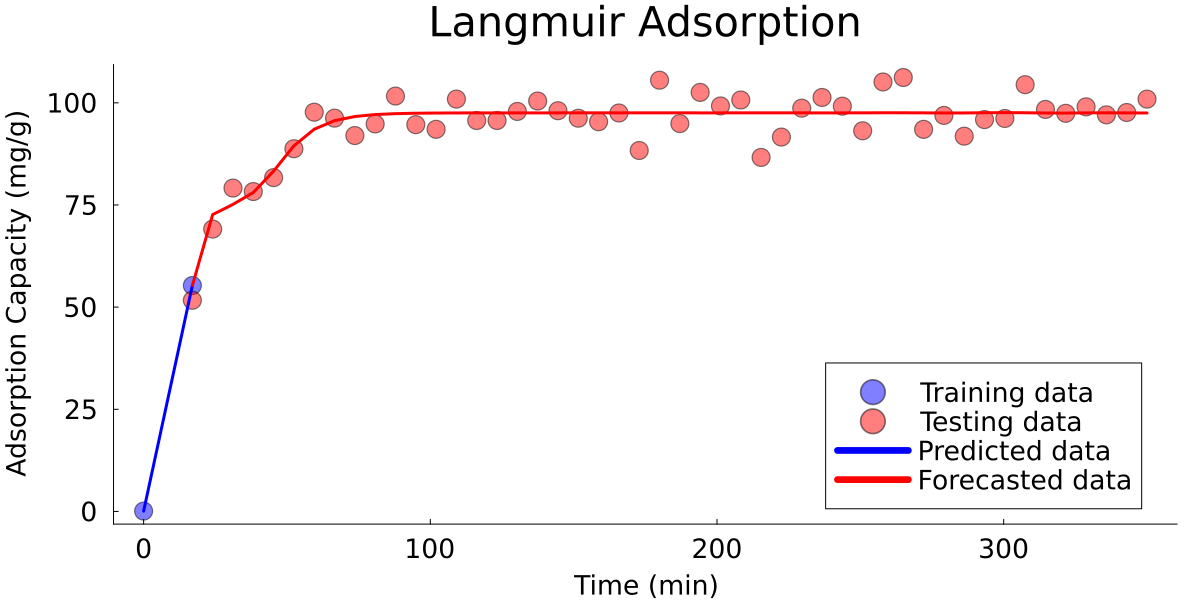 Langmuir Adsorption
Adsorption Capacity (mg/g)
100
75
50
25
0
0 100 200 300
Time (min)
Training data
Testing data
Predicted data
Forecasted data